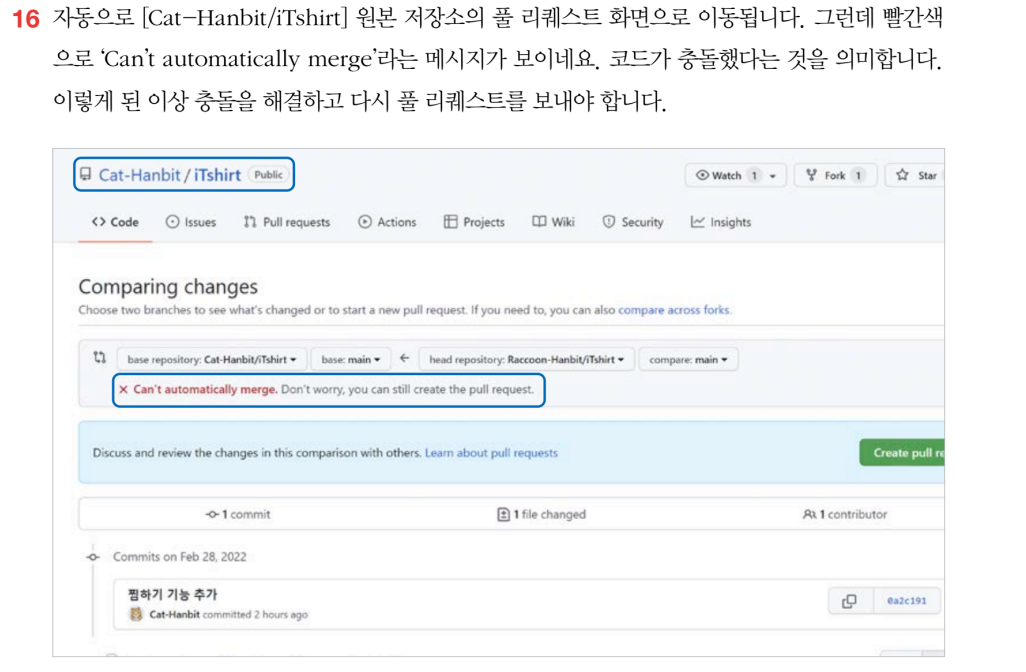 16 자동으로 [Cat-Hanbit/iTshirt] 원본 저장소의 풀 리퀘스트 화면으로 이동됩니다. 그런데 빨간색
으로 ‘Can’t automatically merge’라는 메시지가 보이네요. 코드가 충돌했다는 것을 의미합니다.
이렇게 된 이상 충돌을 해결하고 다시 풀 리퀘스트를 보내야 합니다.
Cat-Hanbit / iTshirt Public Watch 1 Fork 1 Star
Code Issues Pull requests Actions Projects Wiki Security Insights
Comparing changes
Choose two branches to see what's changed or to start a new pull request. If you need to, you can also compare across forks.
base repository: Cat-Hanbit/iTshirt base: main ← head repository: Raccoon-Hanbit/iTshirt compare: main
× Can't automatically merge. Don't worry, you can still create the pull request.
Discuss and review the changes in this comparison with others. Learn about pull requests Create pull re
1 commit 1 file changed 1 contributor
Commits on Feb 28, 2022
찜하기 기능 추가
Cat-Hanbit committed 2 hours ago 0a2c191